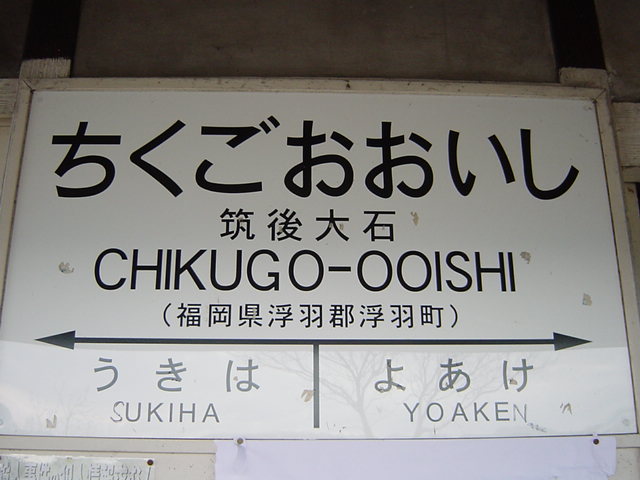 ちくごおおいし
筑後大石
CHIKUGO-OOISHI
（福岡県浮羽郡浮羽町）
うきは よあけ
SUKIHA YOAKEN